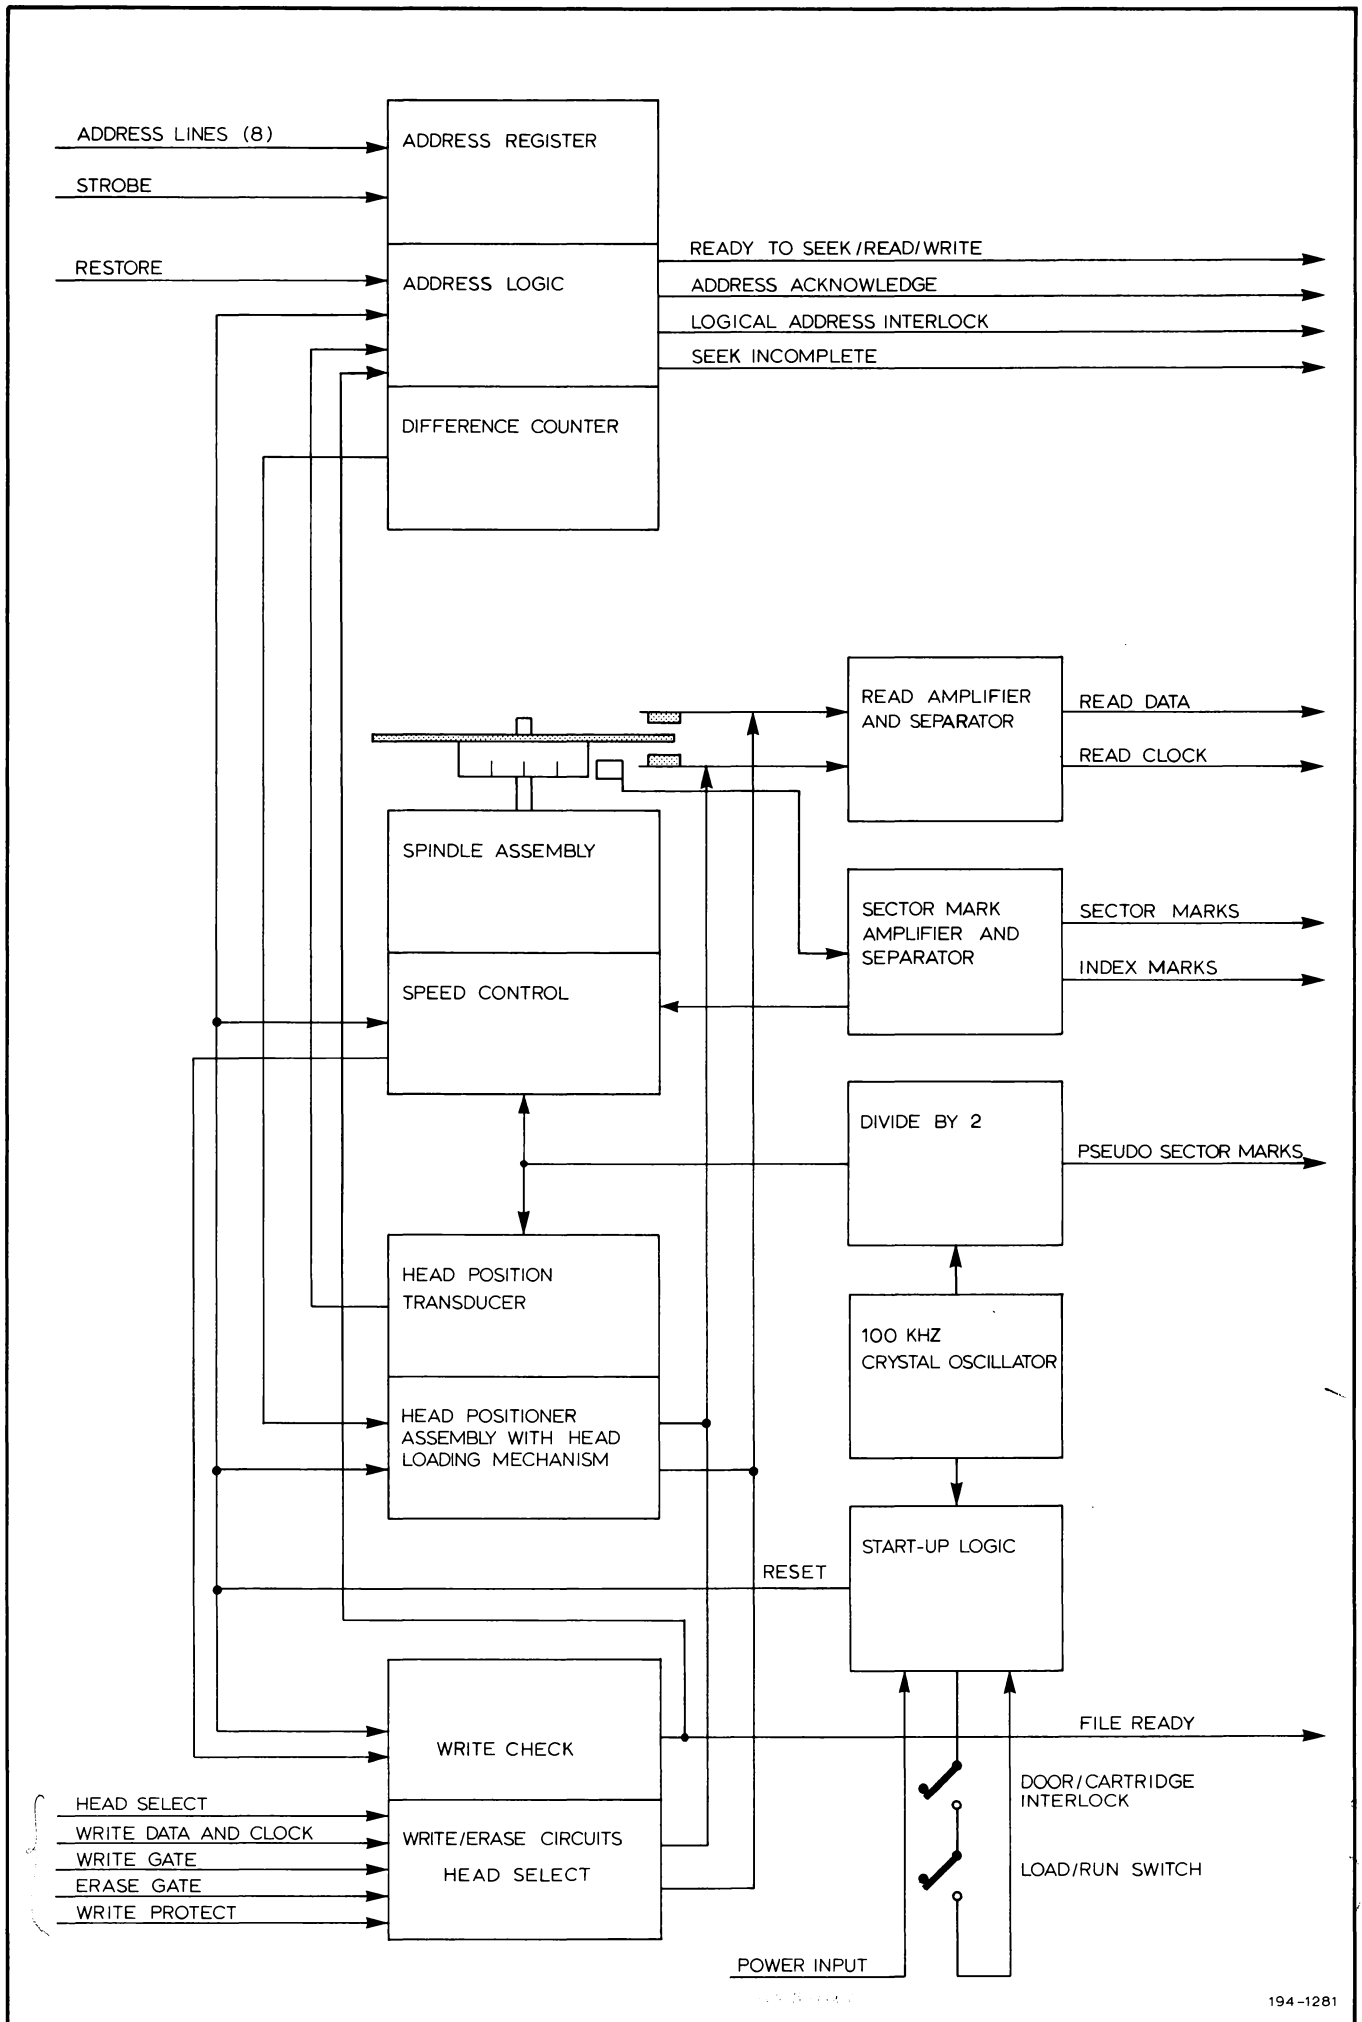 ADDRESS LINES (8)
ADDRESS REGISTER
STROBE
READY TO SEEK/READ/WRITE
RESTORE
ADDRESS LOGIC
ADDRESS ACKNOWLEDGE
LOGICAL ADDRESS INTERLOCK
SEEK INCOMPLETE
DIFFERENCE COUNTER
READ AMPLIFIER
AND SEPARATOR
READ DATA
READ CLOCK
SPINDLE ASSEMBLY
SECTOR MARK
AMPLIFIER AND
SEPARATOR
SECTOR MARKS
INDEX MARKS
SPEED CONTROL
DIVIDE BY 2
PSEUDO SECTOR MARKS
HEAD POSITION
TRANSDUCER
100 KHZ
CRYSTAL OSCILLATOR
HEAD POSITIONER
ASSEMBLY WITH HEAD
LOADING MECHANISM
START-UP LOGIC
RESET
FILE READY
WRITE CHECK
DOOR/CARTRIDGE
INTERLOCK
HEAD SELECT
WRITE DATA AND CLOCK
WRITE GATE
ERASE GATE
WRITE PROTECT
WRITE/ERASE CIRCUITS
HEAD SELECT
LOAD/RUN SWITCH
POWER INPUT
194-1281